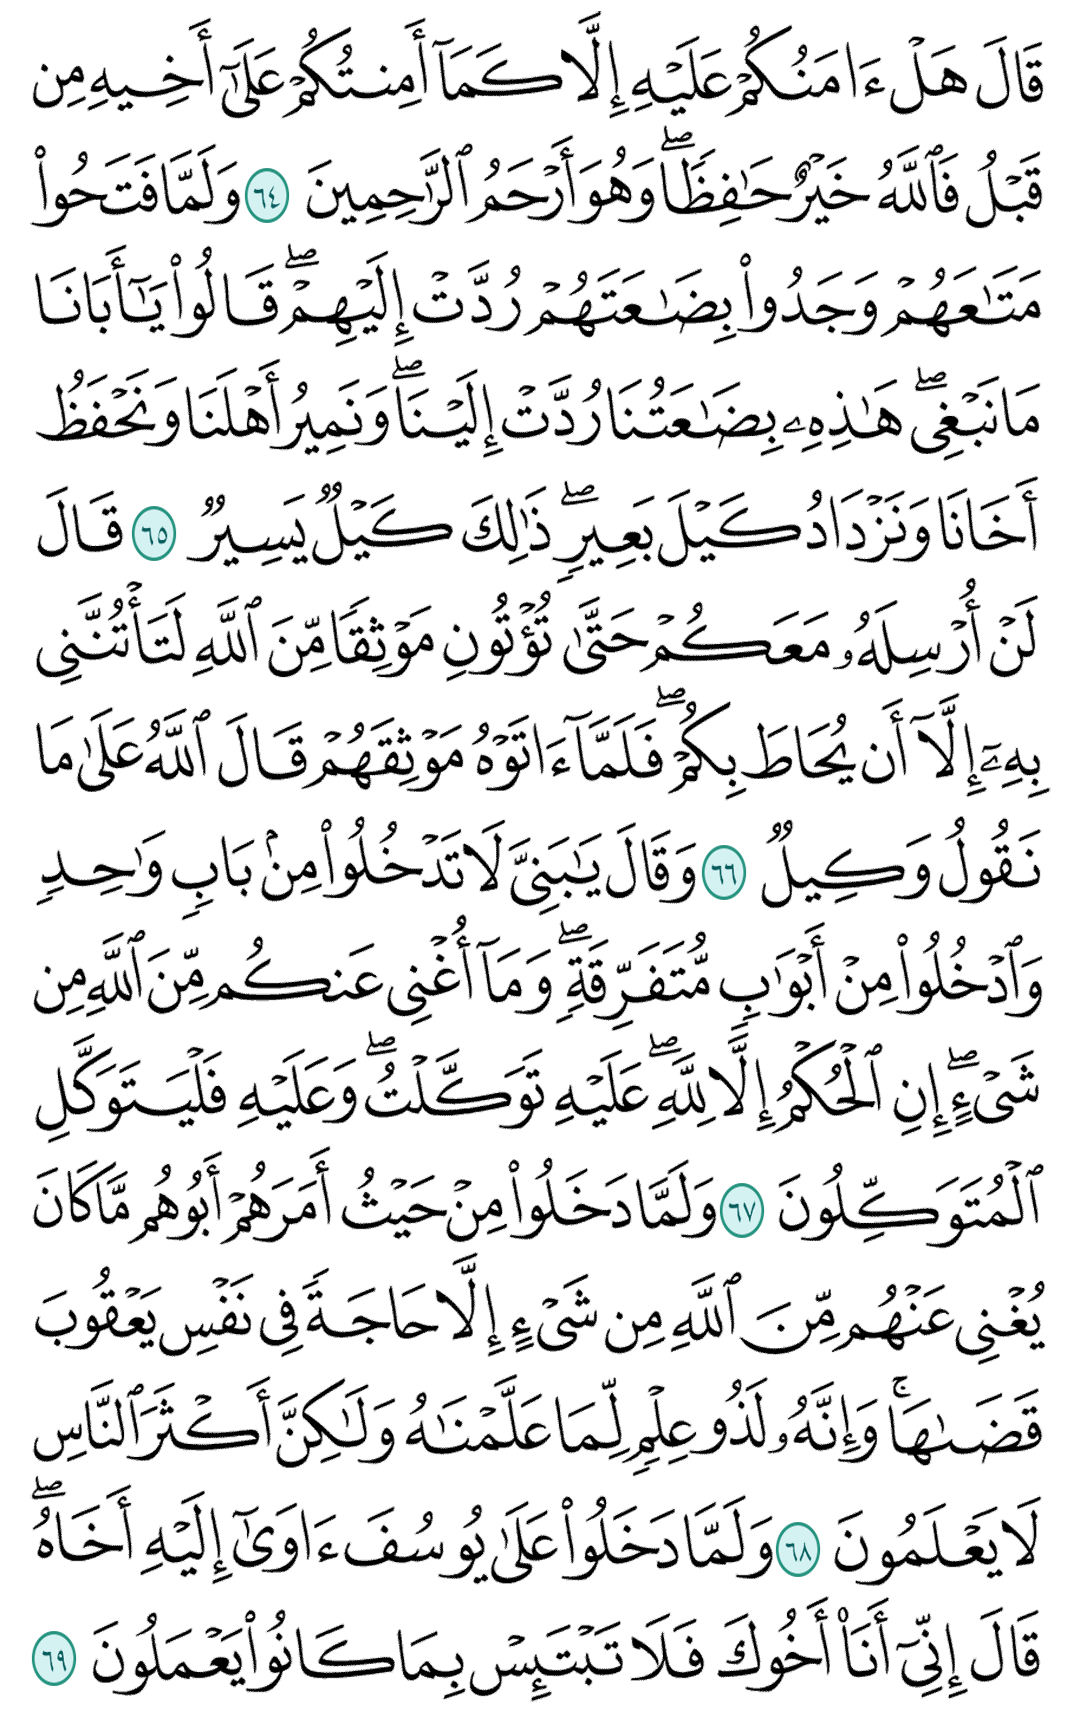 قَالَ هَلْ ءَامَنُكُمْ عَلَيْهِ إِلَّا كَمَآ أَمِنتُكُمْ عَلَىٰٓ أَخِيهِ مِن
قَبْلُ فَٱللَّهُ خَيْرٌ حَٰفِظًاۖ وَهُوَ أَرْحَمُ ٱلرَّٰحِمِينَ ٦٤ وَلَمَّا فَتَحُوا۟
مَتَٰعَهُمْ وَجَدُوا۟ بِضَٰعَتَهُمْ رُدَّتْ إِلَيْهِمْۖ قَالُوا۟ يَٰٓأَبَانَا
مَا نَبْغِىۖ هَٰذِهِۦ بِضَٰعَتُنَا رُدَّتْ إِلَيْنَاۖ وَنَمِيرُ أَهْلَنَا وَنَحْفَظُ
أَخَانَا وَنَزْدَادُ كَيْلَ بَعِيرٍۖ ذَٰلِكَ كَيْلٌ يَسِيرٌ ٦٥ قَالَ
لَنْ أُرْسِلَهُۥ مَعَكُمْ حَتَّىٰ تُؤْتُونِ مَوْثِقًا مِّنَ ٱللَّهِ لَتَأْتُنَّنِى
بِهِۦٓ إِلَّآ أَن يُحَاطَ بِكُمْۖ فَلَمَّآ ءَاتَوْهُ مَوْثِقَهُمْ قَالَ ٱللَّهُ عَلَىٰ مَا
نَقُولُ وَكِيلٌ ٦٦ وَقَالَ يَٰبَنِىَّ لَا تَدْخُلُوا۟ مِنۢ بَابٍ وَٰحِدٍ
وَٱدْخُلُوا۟ مِنْ أَبْوَٰبٍ مُّتَفَرِّقَةٍۖ وَمَآ أُغْنِى عَنكُم مِّنَ ٱللَّهِ مِن
شَىْءٍۖ إِنِ ٱلْحُكْمُ إِلَّا لِلَّهِۖ عَلَيْهِ تَوَكَّلْتُۖ وَعَلَيْهِ فَلْيَتَوَكَّلِ
ٱلْمُتَوَكِّلُونَ ٦٧ وَلَمَّا دَخَلُوا۟ مِنْ حَيْثُ أَمَرَهُمْ أَبُوهُم مَّا كَانَ
يُغْنِى عَنْهُم مِّنَ ٱللَّهِ مِن شَىْءٍ إِلَّا حَاجَةً فِى نَفْسِ يَعْقُوبَ
قَضَىٰهَاۚ وَإِنَّهُۥ لَذُو عِلْمٍ لِّمَا عَلَّمْنَٰهُ وَلَٰكِنَّ أَكْثَرَ ٱلنَّاسِ
لَا يَعْلَمُونَ ٦٨ وَلَمَّا دَخَلُوا۟ عَلَىٰ يُوسُفَ ءَاوَىٰٓ إِلَيْهِ أَخَاهُۖ
قَالَ إِنِّىٓ أَنَا۠ أَخُوكَ فَلَا تَبْتَئِسْ بِمَا كَانُوا۟ يَعْمَلُونَ ٦٩